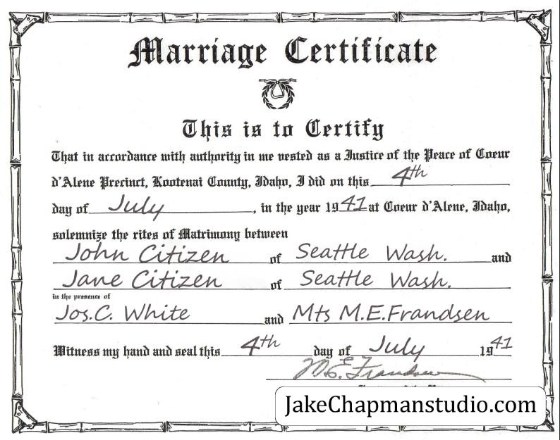 Marriage Certificate
This is to Certify
That in accordance with authority in me vested as a Justice of the Peace of Coeur
d'Alene Precinct, Kootenai County, Idaho, I did on this 4th
day of July, in the year 1941 at Coeur d'Alene, Idaho,
solemnize the rites of Matrimony between
John Citizen of Seattle Wash. and
Jane Citizen of Seattle Wash.
in the presence of
Jos.C. White and Mts M.E.Frandsen
Witness my hand and seal this 4th day of July 1941
M.E. Frandsen
JakeChapmanstudio.com